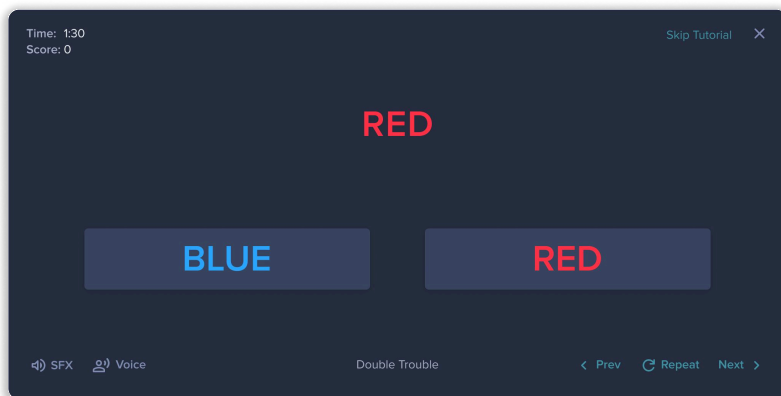 Time: 1:30
Skip Tutorial
Score: 0
RED
BLUE
RED
SFX
Voice
Double Trouble
Prev
Repeat
Next